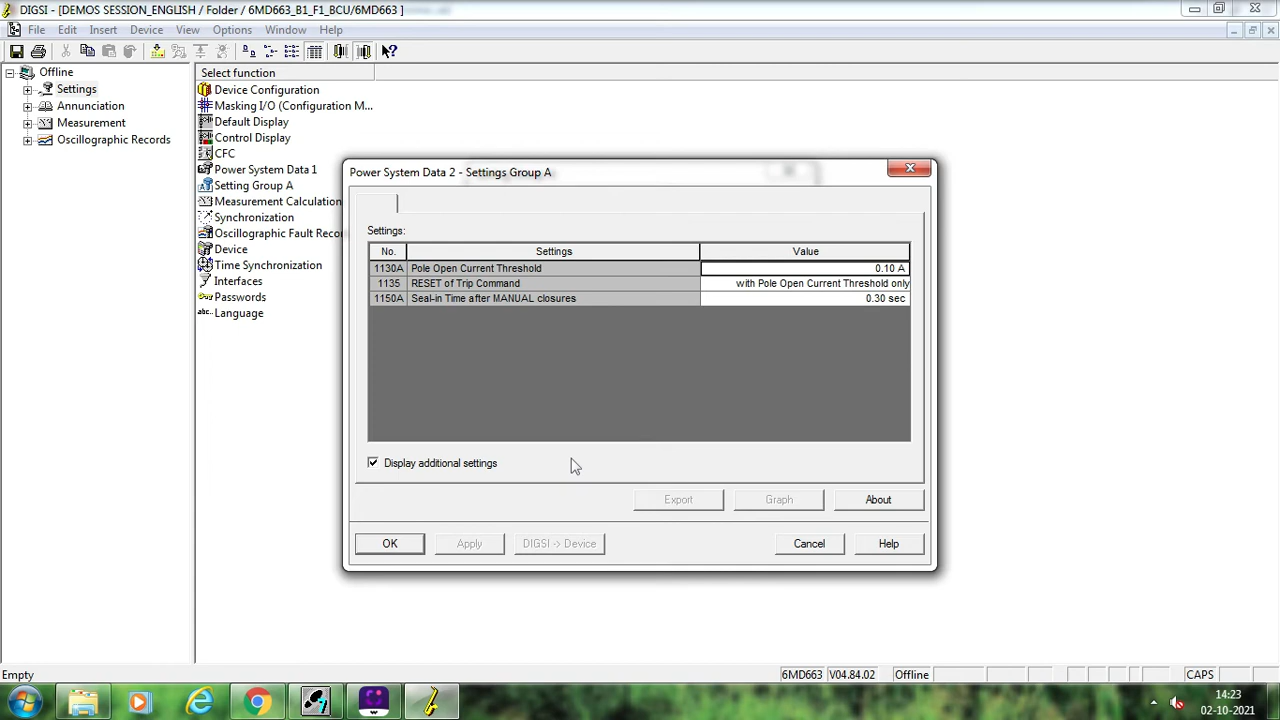 DIGSI - [DEMOS SESSION_ENGLISH / Folder / 6MD663_B1_F1_BCU/6MD663 ]
File Edit Insert Device View Options Window Help
Offline
Settings
Annunciation
Measurement
Oscillographic Records
Select function
Device Configuration
Masking I/O (Configuration M...
Default Display
Control Display
CFC
Power System Data 1
Setting Group A
Measurement Calculation
Synchronization
Oscillographic Fault Reco
Device
Time Synchronization
Interfaces
Passwords
abc..
Language
Power System Data 2 - Settings Group A
Settings:
No. Settings Value
1130A Pole Open Current Threshold 0.10 A
1135 RESET of Trip Command with Pole Open Current Threshold only
1150A Seal-in Time after MANUAL closures 0.30 sec
Display additional settings
Export Graph About
OK Apply DIGSI -> Device Cancel Help
Empty 6MD663 V04.84.02 Offline CAPS
14:23
02-10-2021